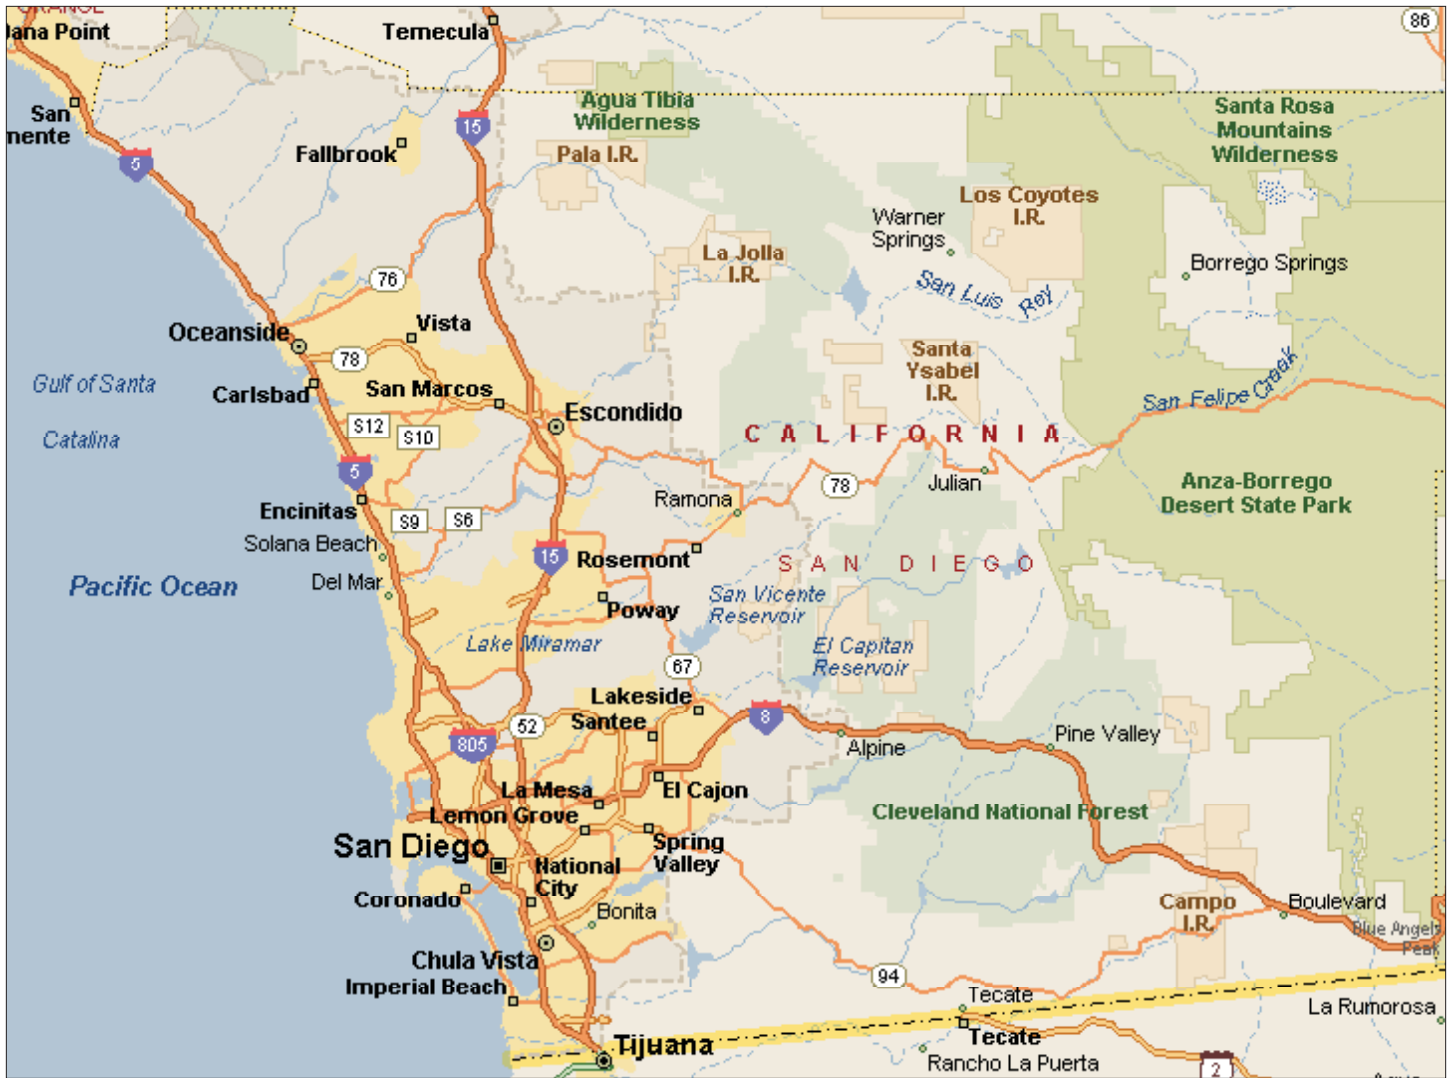 ORANGE
Dana Point
Temecula
86
San
mente
15
Agua Tibia
Wilderness
Santa Rosa
Mountains
Wilderness
5
Fallbrook
Pala I.R.
Los Coyotes
I.R.
Warner
Springs
La Jolla
I.R.
Borrego Springs
76
San Luis Rey
Oceanside
Vista
78
Santa
Ysabel
I.R.
Gulf of Santa
Catalina
Carlsbad
San Marcos
Escondido
San Felipe Creek
S12
S10
CALIFORNIA
5
Ramona
78
Julian
Anza-Borrego
Desert State Park
Encinitas
S9
S6
Solana Beach
15
Rosemont
SAN DIEGO
Pacific Ocean
Del Mar
Poway
San Vicente
Reservoir
Lake Miramar
El Capitan
Reservoir
67
Lakeside
Santee
52
8
805
Alpine
Pine Valley
La Mesa
El Cajon
Lemon Grove
Cleveland National Forest
San Diego
Spring
Valley
National
City
Coronado
Bonita
Campo
I.R.
Boulevard
Blue Angels
Peak
Chula Vista
Imperial Beach
94
Tecate
La Rumorosa
Tijuana
Tecate
Rancho La Puerta
2